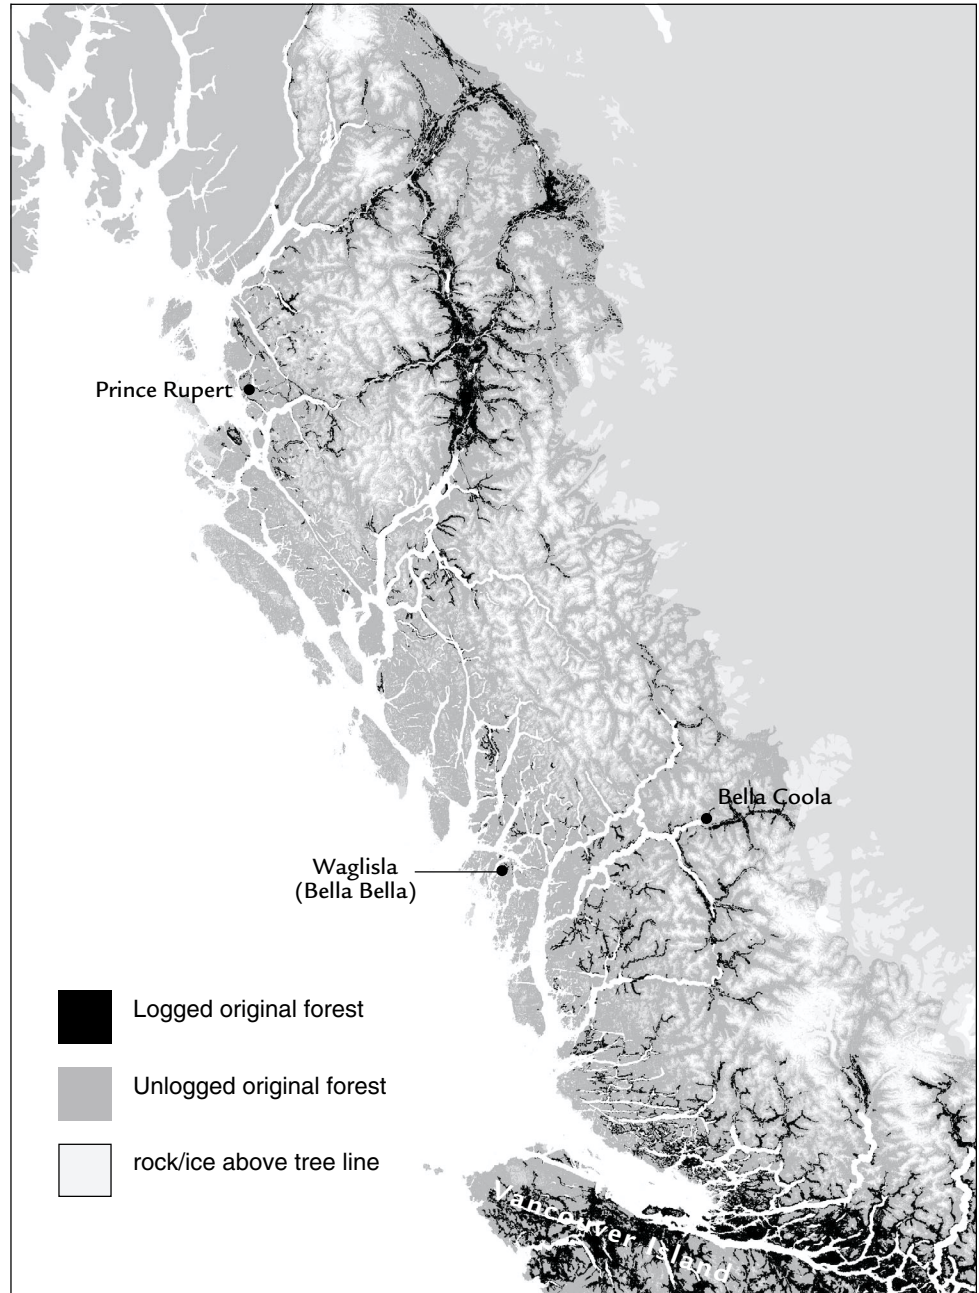 Prince Rupert
Bella Coola
Waglisla
(Bella Bella)
Logged original forest
Unlogged original forest
rock/ice above tree line
Vancouver Island